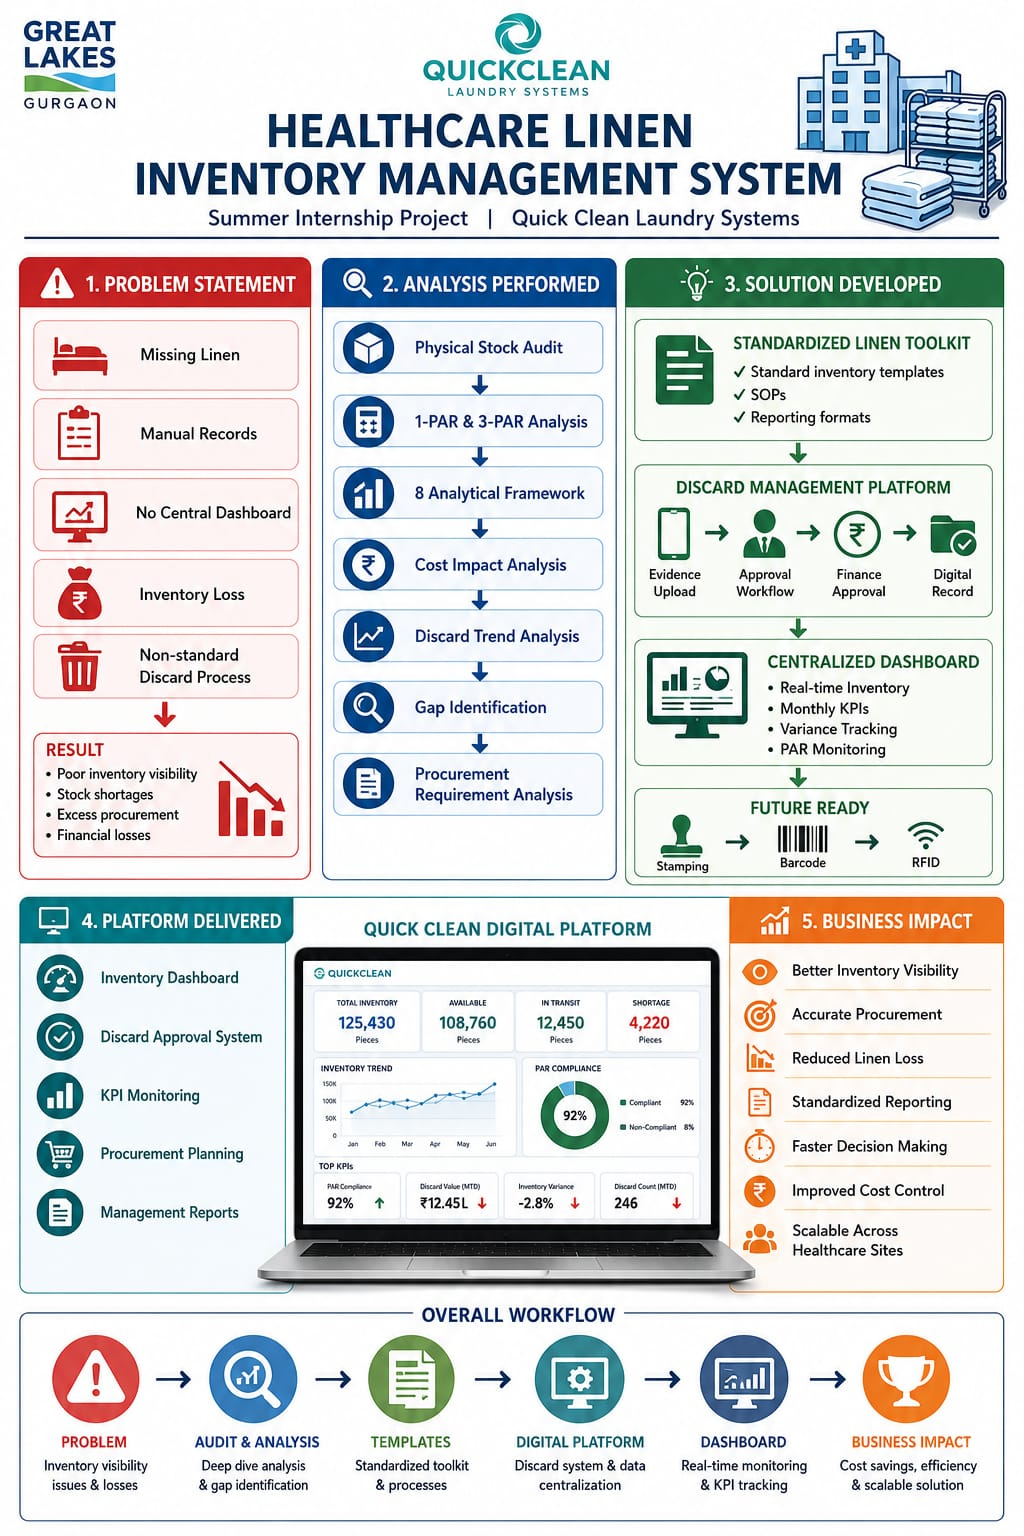 GREAT
LAKES
GURGAON
QUICKCLEAN
LAUNDRY SYSTEMS
HEALTHCARE LINEN
INVENTORY MANAGEMENT SYSTEM
Summer Internship Project | Quick Clean Laundry Systems
1. PROBLEM STATEMENT
Missing Linen
Manual Records
No Central Dashboard
₹
Inventory Loss
Non-standard
Discard Process
RESULT
• Poor inventory visibility
• Stock shortages
• Excess procurement
• Financial losses
2. ANALYSIS PERFORMED
Physical Stock Audit
1-PAR & 3-PAR Analysis
8 Analytical Framework
₹
Cost Impact Analysis
Discard Trend Analysis
Gap Identification
Procurement
Requirement Analysis
3. SOLUTION DEVELOPED
STANDARDIZED LINEN TOOLKIT
✓ Standard inventory templates
✓ SOPs
✓ Reporting formats
DISCARD MANAGEMENT PLATFORM
₹
Evidence Upload
Approval Workflow
Finance Approval
Digital Record
CENTRALIZED DASHBOARD
• Real-time Inventory
• Monthly KPIs
• Variance Tracking
• PAR Monitoring
FUTURE READY
Stamping
Barcode
RFID
4. PLATFORM DELIVERED
Inventory Dashboard
Discard Approval System
KPI Monitoring
Procurement Planning
Management Reports
QUICK CLEAN DIGITAL PLATFORM
QUICKCLEAN
TOTAL INVENTORY
125,430
Pieces
AVAILABLE
108,760
Pieces
IN TRANSIT
12,450
Pieces
SHORTAGE
4,220
Pieces
INVENTORY TREND
150K
100K
50K
0
Jan Feb Mar Apr May Jun
PAR COMPLIANCE
92%
Compliant 92%
Non-Compliant 8%
TOP KPIs
PAR Compliance
92%
Discard Value (MTD)
₹12.45 L
Inventory Variance
-2.8%
Discard Count (MTD)
246
5. BUSINESS IMPACT
Better Inventory Visibility
Accurate Procurement
Reduced Linen Loss
Standardized Reporting
Faster Decision Making
₹
Improved Cost Control
Scalable Across
Healthcare Sites
OVERALL WORKFLOW
PROBLEM
Inventory visibility
issues & losses
AUDIT & ANALYSIS
Deep dive analysis
& gap identification
TEMPLATES
Standardized toolkit
& processes
DIGITAL PLATFORM
Discard system & data
centralization
DASHBOARD
Real-time monitoring
& KPI tracking
BUSINESS IMPACT
Cost savings, efficiency
& scalable solution